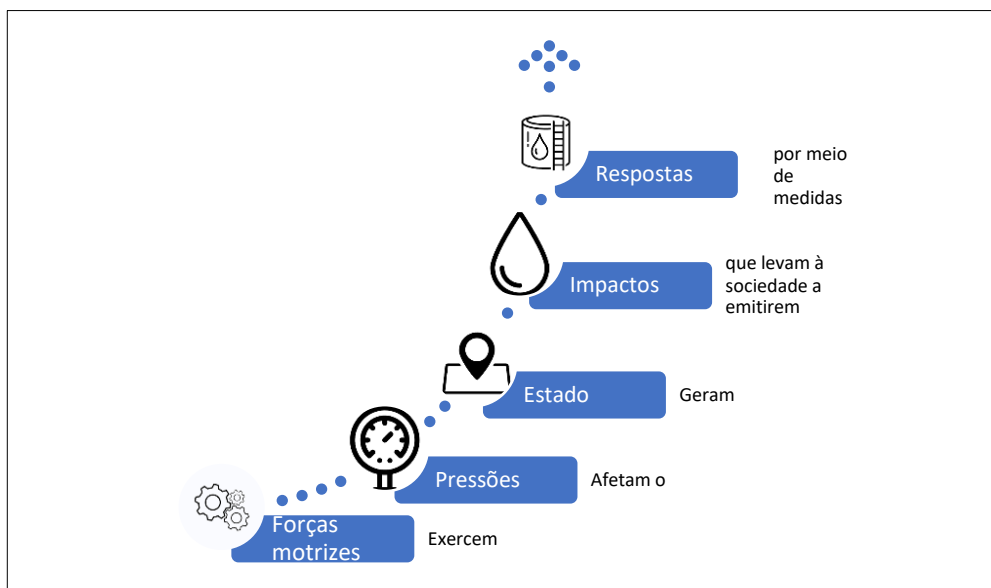 Respostas
por meio
de
medidas
Impactos
que levam à
sociedade a
emitirem
Estado
Geram
Pressões
Afetam o
Forças
motrizes
Exercem